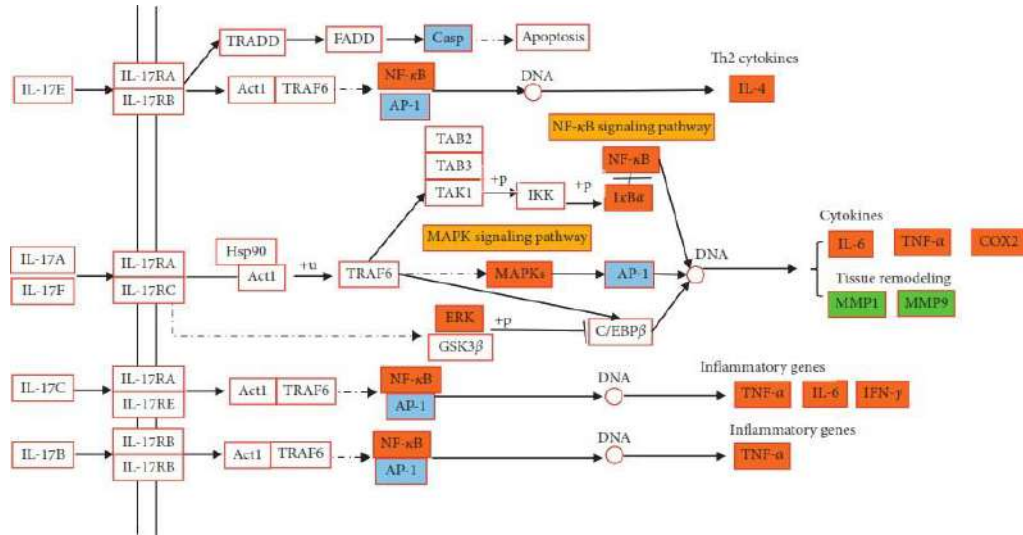 TRADD
FADD
Casp
Apoptosis
IL-17E
IL-17RA
IL-17RB
Act1
TRAF6
NF-κB
AP-1
DNA
Th2 cytokines
IL-4
NF-κB signaling pathway
TAB2
TAB3
TAK1
+p
IKK
+p
NF-κB
IκBα
MAPK signaling pathway
IL-17A
IL-17F
IL-17RA
IL-17RC
Hsp90
Act1
+u
TRAF6
MAPKs
AP-1
DNA
ERK
GSK3β
+p
C/EBPβ
Cytokines
IL-6
TNF-α
COX2
Tissue remodeling
MMP1
MMP9
IL-17C
IL-17RA
IL-17RE
Act1
TRAF6
NF-κB
AP-1
DNA
Inflammatory genes
TNF-α
IL-6
IFN-γ
IL-17B
IL-17RB
IL-17RB
Act1
TRAF6
NF-κB
AP-1
DNA
Inflammatory genes
TNF-α